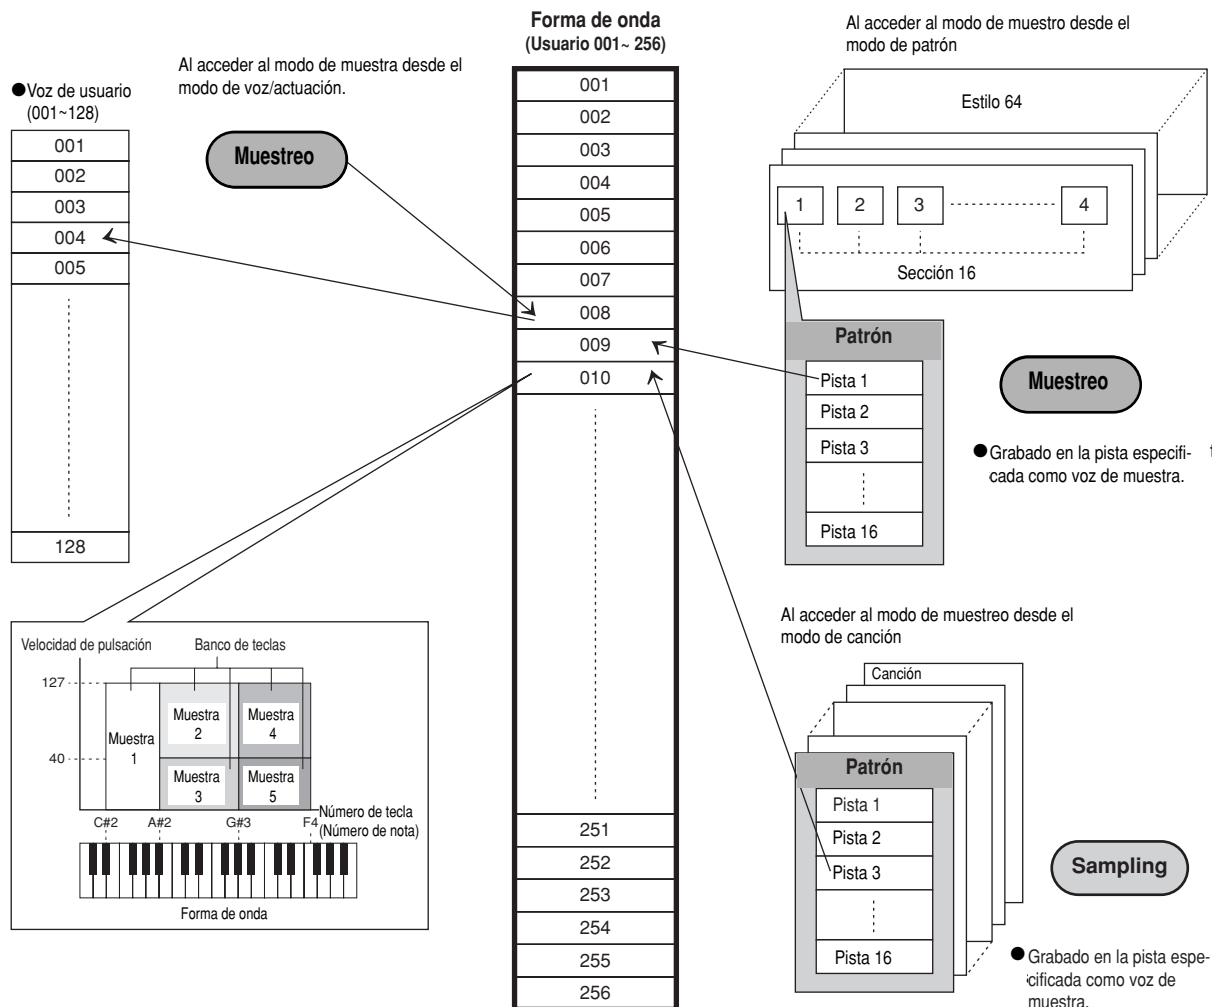 Forma de onda
(Usuario 001~ 256)
Al acceder al modo de muestra desde el
modo de voz/actuación.
●Voz de usuario
(001~128)
001
002
003
004
005
128
Muestreo
001
002
003
004
005
006
007
008
009
010
251
252
253
254
255
256
Al acceder al modo de muestro desde el
modo de patrón
Estilo 64
1
2
3
4
Sección 16
Patrón
Pista 1
Pista 2
Pista 3
Pista 16
Muestreo
● Grabado en la pista especifi-
cada como voz de muestra.
Al acceder al modo de muestreo desde el
modo de canción
Canción
Patrón
Pista 1
Pista 2
Pista 3
Pista 16
Sampling
● Grabado en la pista espe-
cificada como voz de
muestra.
Velocidad de pulsación
Banco de teclas
127
40
Muestra
1
Muestra
2
Muestra
3
Muestra
4
Muestra
5
C#2
A#2
G#3
F4
Número de tecla
(Número de nota)
Forma de onda